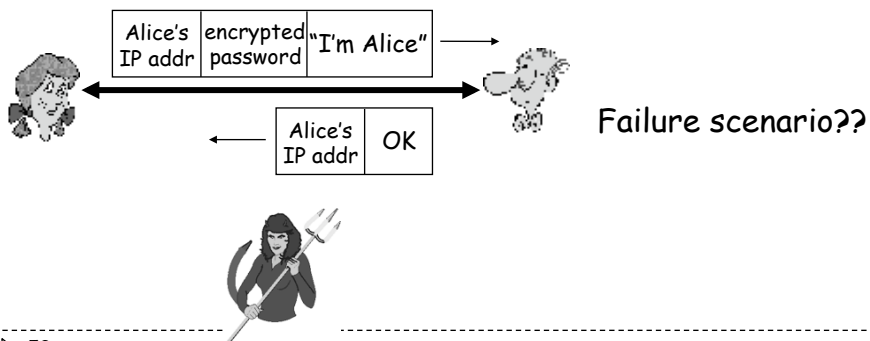 Alice's
IP addr
encrypted
password
"I'm Alice"
Failure scenario??
Alice's
IP addr
OK